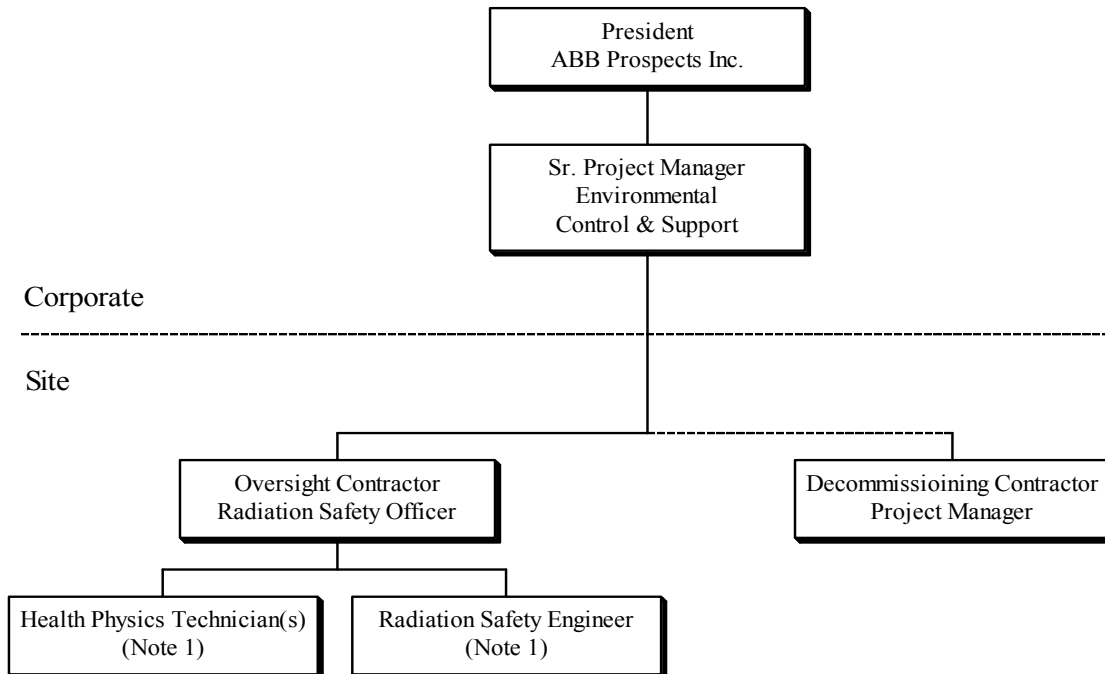 President
ABB Prospects Inc.
Sr. Project Manager
Environmental
Control & Support
Corporate
Site
Oversight Contractor
Radiation Safety Officer
Decommissioining Contractor
Project Manager
Health Physics Technician(s)
(Note 1)
Radiation Safety Engineer
(Note 1)